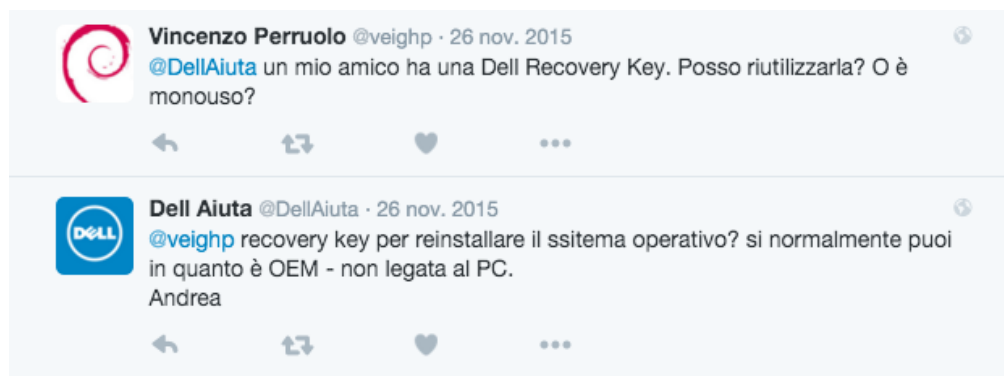 Vincenzo Perruolo @veighp · 26 nov. 2015
@DellAiuta un mio amico ha una Dell Recovery Key. Posso riutilizzarla? O è
monouso?
Dell Aiuta @DellAiuta · 26 nov. 2015
DELL
@veighp recovery key per reinstallare il ssitema operativo? si normalmente puoi
in quanto è OEM - non legata al PC.
Andrea